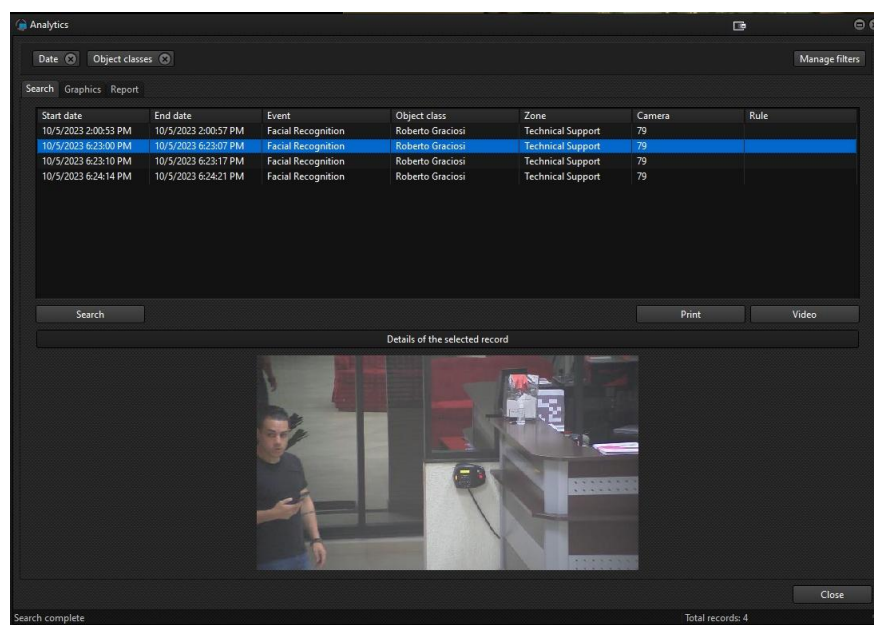 Analytics
Date Object classes Manage filters
Search Graphics Report
Start date End date Event Object class Zone Camera Rule
10/5/2023 2:00:53 PM 10/5/2023 2:00:57 PM Facial Recognition Roberto Graciosi Technical Support 79
10/5/2023 6:23:00 PM 10/5/2023 6:23:07 PM Facial Recognition Roberto Graciosi Technical Support 79
10/5/2023 6:23:10 PM 10/5/2023 6:23:17 PM Facial Recognition Roberto Graciosi Technical Support 79
10/5/2023 6:24:14 PM 10/5/2023 6:24:21 PM Facial Recognition Roberto Graciosi Technical Support 79
Search Print Video
Details of the selected record
Close
Search complete Total records: 4